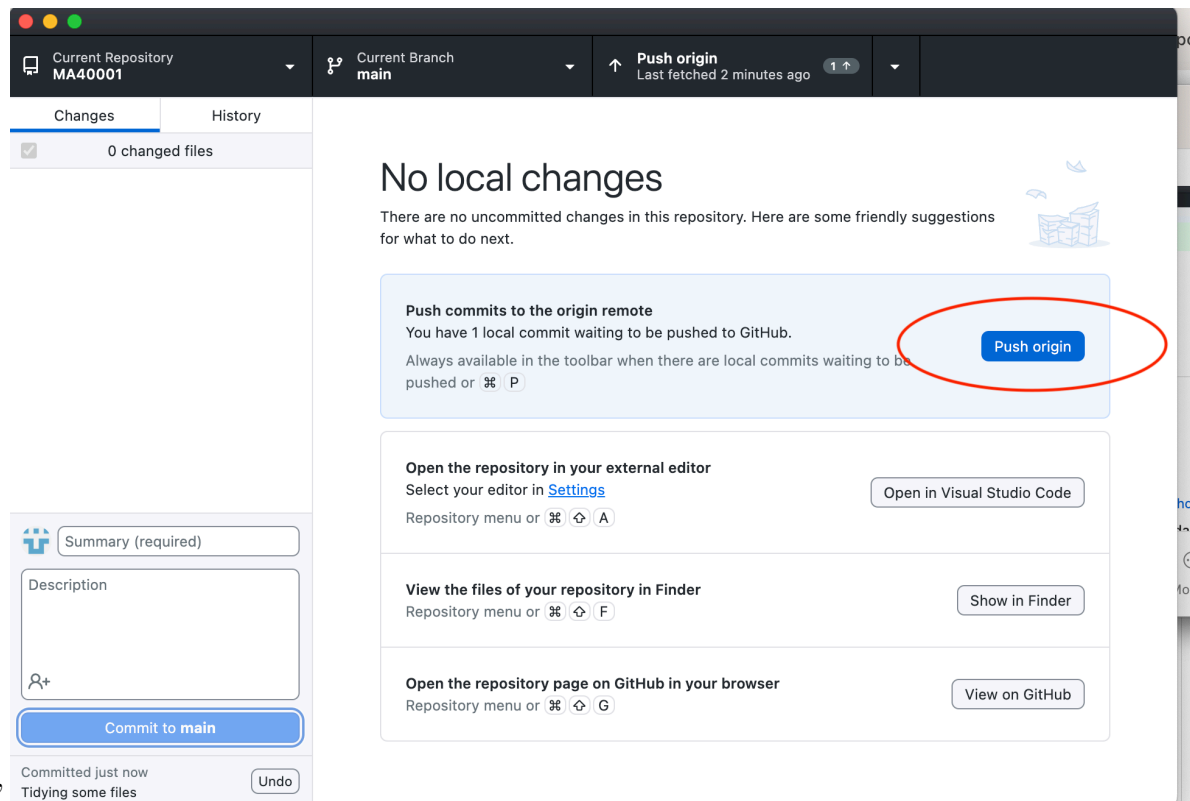 Current Repository
MA40001
Current Branch
main
Push origin
Last fetched 2 minutes ago
1 ↑
Changes
History
0 changed files
No local changes
There are no uncommitted changes in this repository. Here are some friendly suggestions
for what to do next.
Push commits to the origin remote
You have 1 local commit waiting to be pushed to GitHub.
Always available in the toolbar when there are local commits waiting to be
pushed or ⌘ P
Push origin
Open the repository in your external editor
Select your editor in Settings
Repository menu or ⌘ ⇧ A
Open in Visual Studio Code
View the files of your repository in Finder
Repository menu or ⌘ ⇧ F
Show in Finder
Open the repository page on GitHub in your browser
Repository menu or ⌘ ⇧ G
View on GitHub
Summary (required)
Description
Commit to main
Committed just now
Tidying some files
Undo